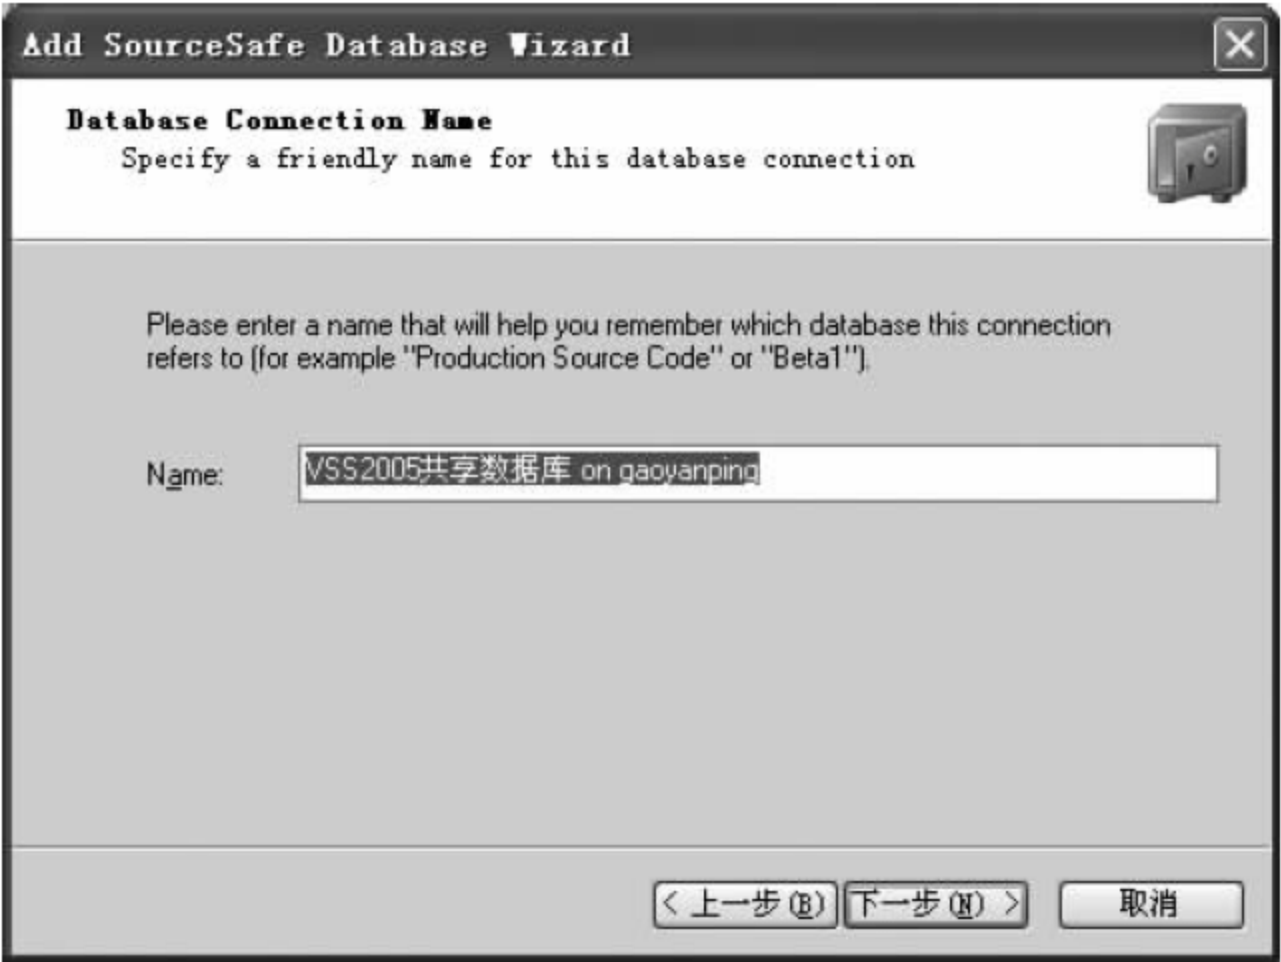 Add SourceSafe Database Wizard
Database Connection Name
Specify a friendly name for this database connection
Please enter a name that will help you remember which database this connection
refers to (for example "Production Source Code" or "Beta1").
Name: VSS2005共享数据库 on gaoyanping
< 上一步(B) 下一步(N) > 取消